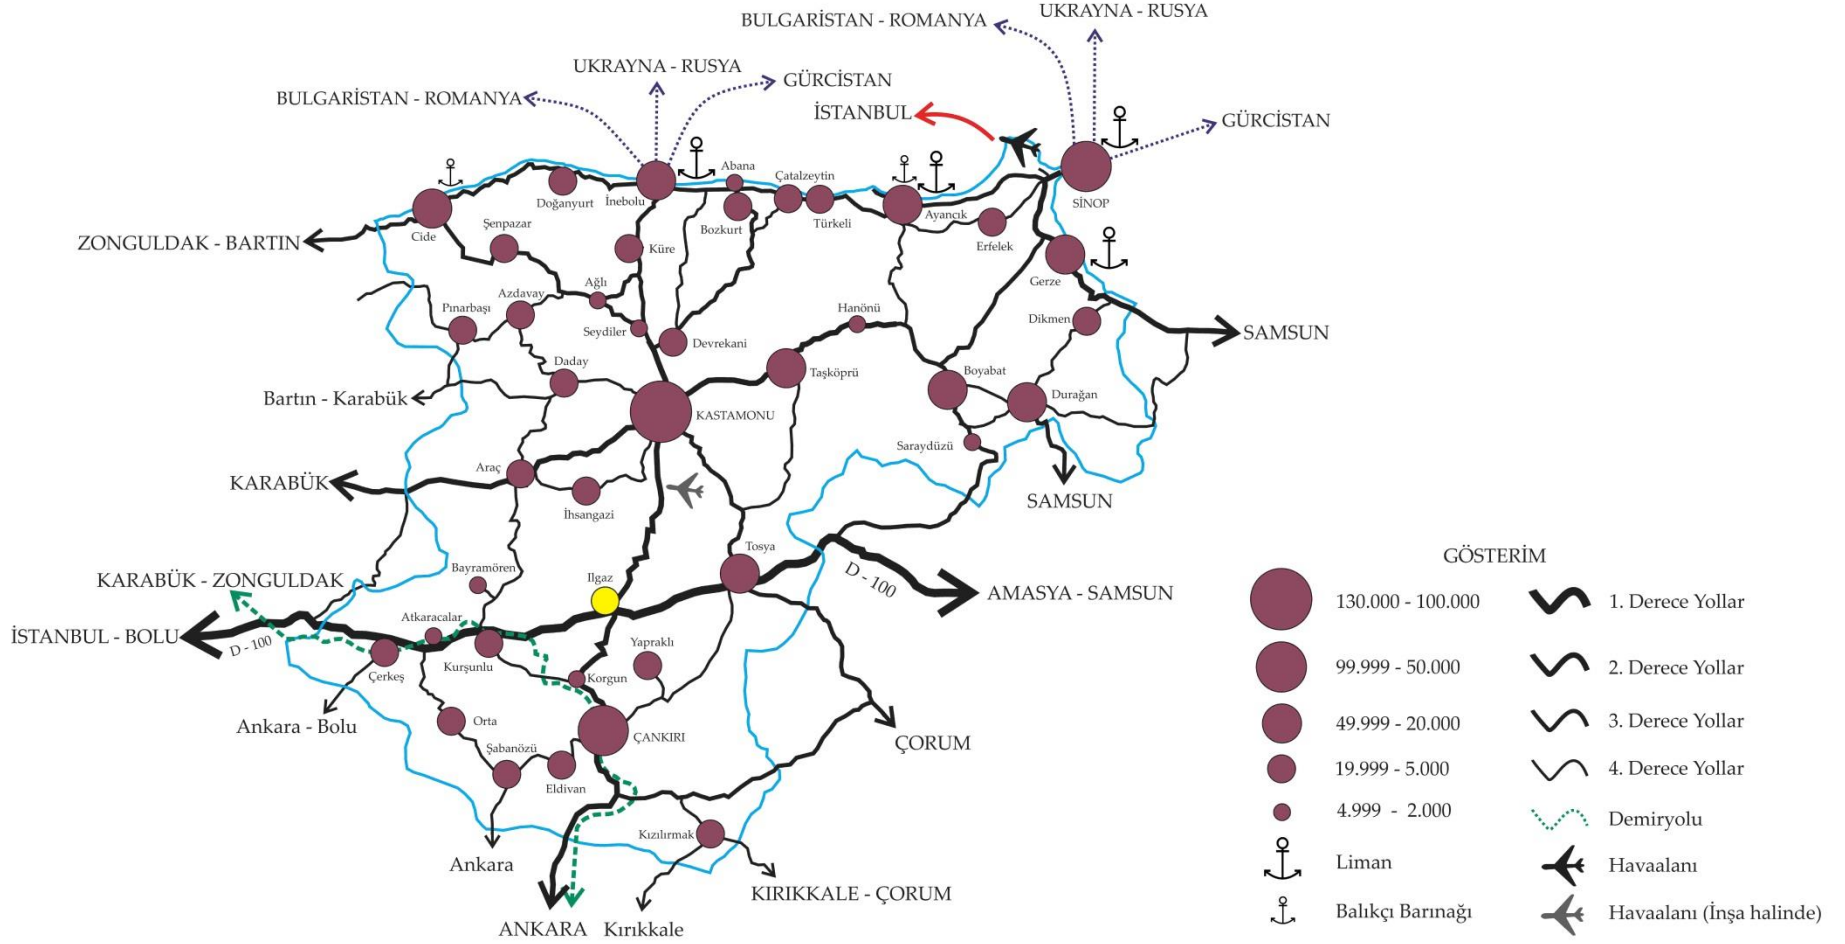 UKRAYNA - RUSYA
BULGARİSTAN - ROMANYA
UKRAYNA - RUSYA
GÜRCİSTAN
BULGARİSTAN - ROMANYA
İSTANBUL
GÜRCİSTAN
Abana
Çatalzeytin
Doğanyurt
İnebolu
SİNOP
Cide
Şenpazar
Bozkurt
Türkeli
Ayancık
Erfelek
ZONGULDAK - BARTIN
Küre
Gerze
Ağlı
Azdavay
Pınarbaşı
Hanönü
Dikmen
Seydiler
Devrekani
SAMSUN
Daday
Taşköprü
Boyabat
Durağan
Bartın - Karabük
KASTAMONU
Saraydüzü
Araç
KARABÜK
SAMSUN
İhsangazi
Tosya
Bayramören
Ilgaz
KARABÜK - ZONGULDAK
D - 100
AMASYA - SAMSUN
Atkaracalar
İSTANBUL - BOLU
D - 100
Kurşunlu
Yapraklı
Çerkeş
Korgun
Ankara - Bolu
Orta
ÇANKIRI
ÇORUM
Şabanözü
Eldivan
Kızılırmak
Ankara
KIRIKKALE - ÇORUM
ANKARA
Kırıkkale
GÖSTERİM
130.000 - 100.000
99.999 - 50.000
49.999 - 20.000
19.999 - 5.000
4.999 - 2.000
Liman
Balıkçı Barınağı
1. Derece Yollar
2. Derece Yollar
3. Derece Yollar
4. Derece Yollar
Demiryolu
Havaalanı
Havaalanı (İnşa halinde)